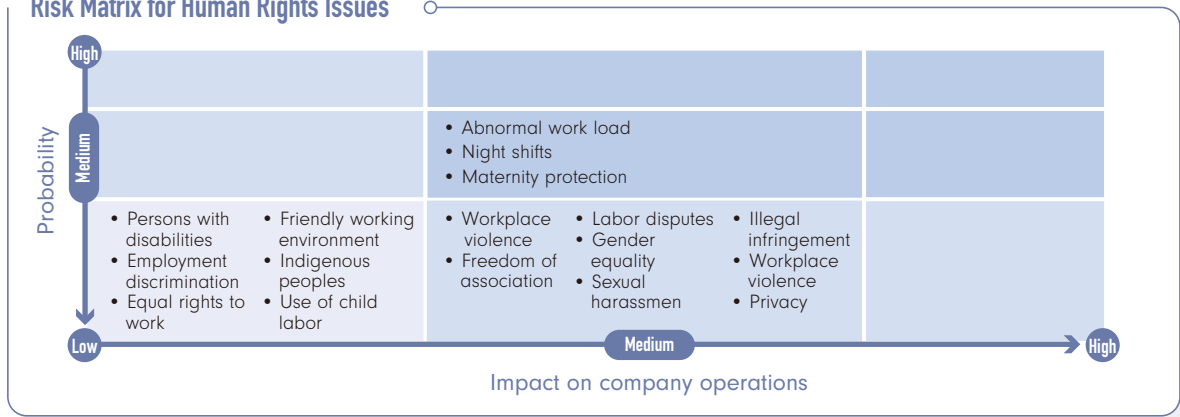 Risk Matrix for Human Rights Issues
High
Probability
Medium
• Abnormal work load
• Night shifts
• Maternity protection
• Persons with
disabilities
• Employment
discrimination
• Equal rights to
work
• Friendly working
environment
• Indigenous
peoples
• Use of child
labor
• Workplace
violence
• Freedom of
association
• Labor disputes
• Gender
equality
• Sexual
harassmen
• Illegal
infringement
• Workplace
violence
• Privacy
Low
Medium
High
Impact on company operations